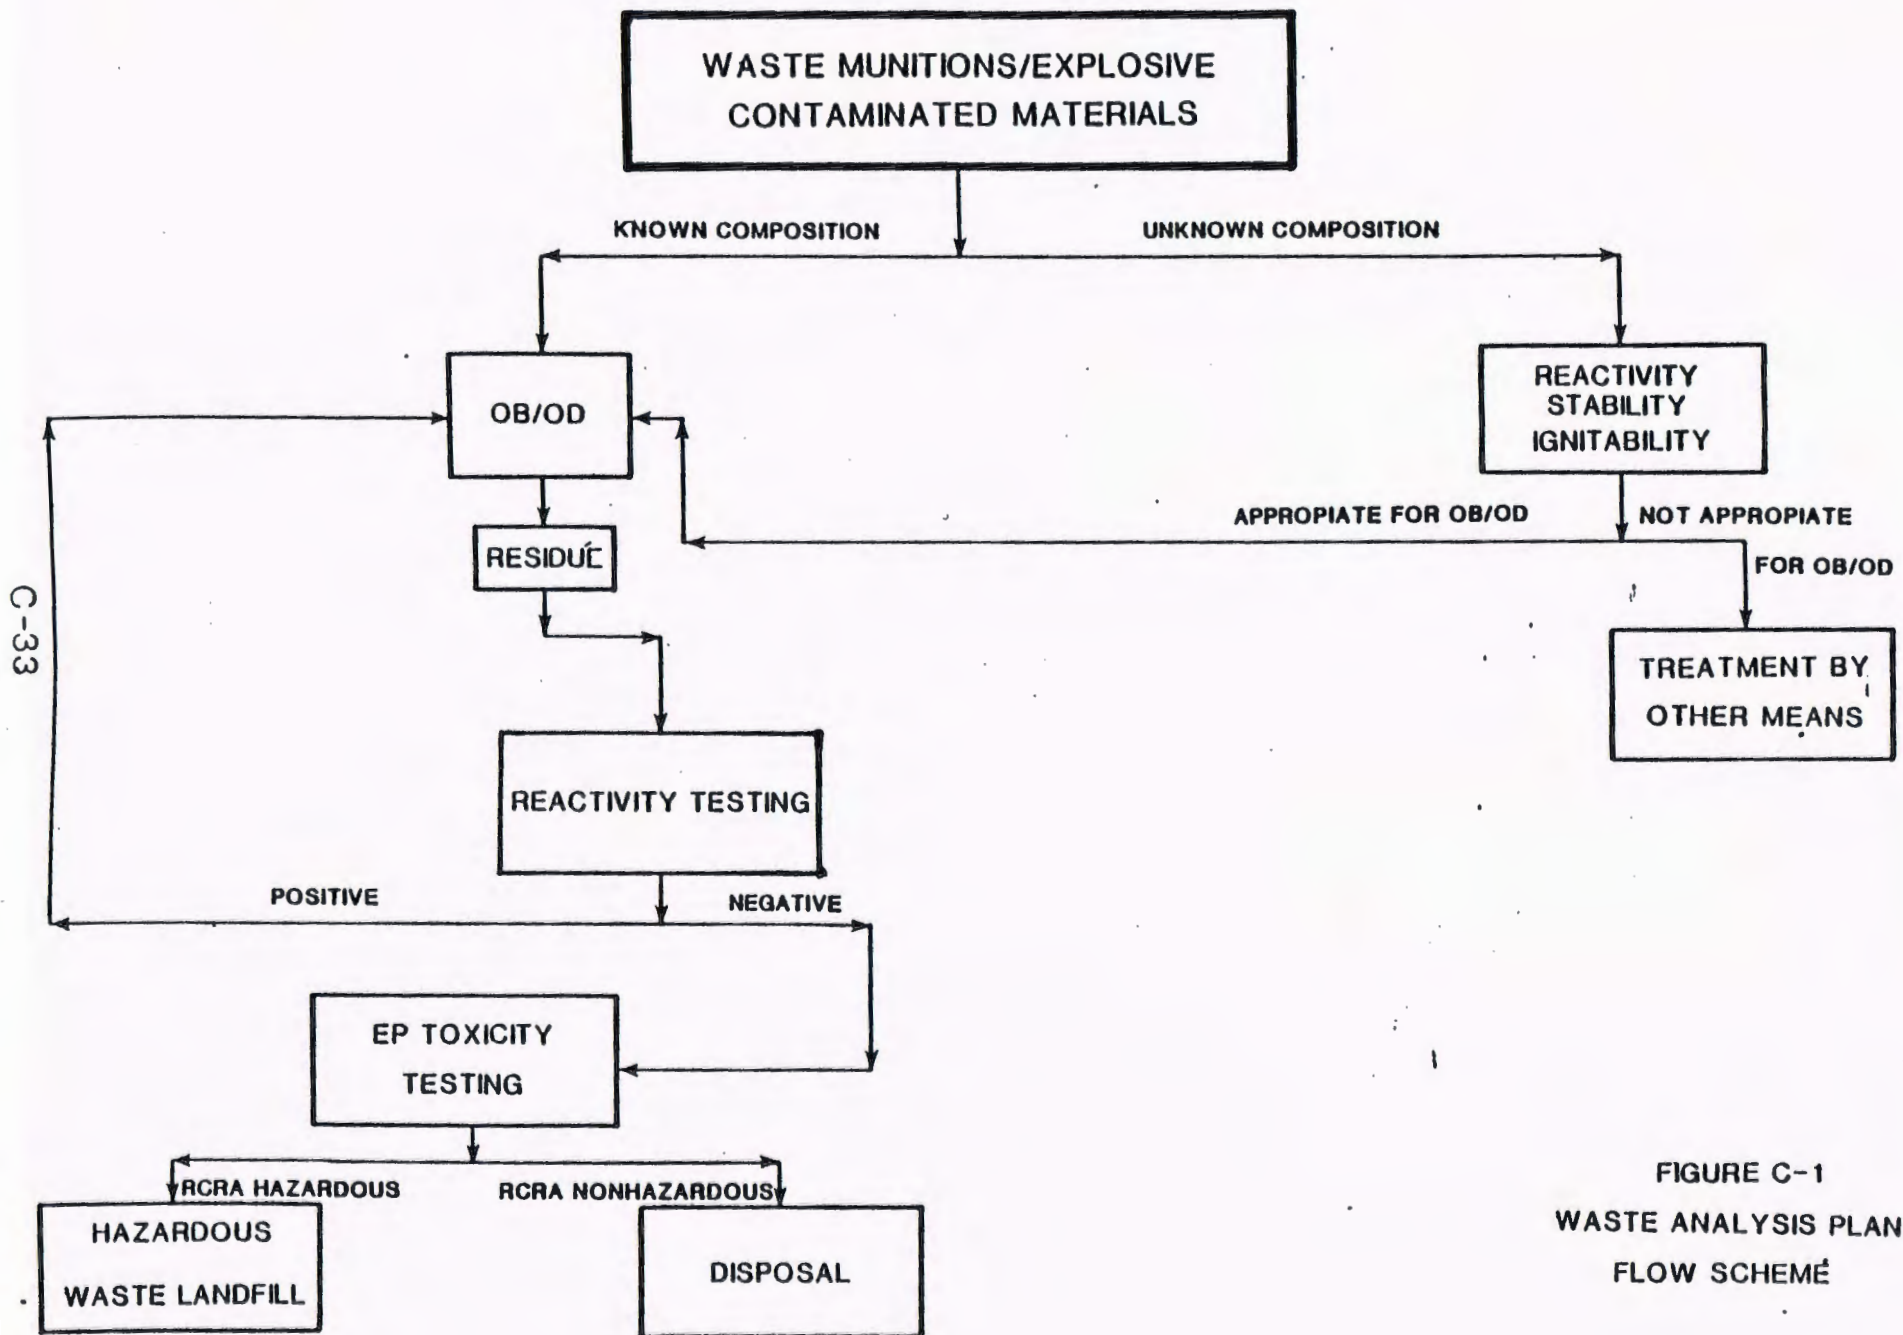 WASTE MUNITIONS/EXPLOSIVE
CONTAMINATED MATERIALS
KNOWN COMPOSITION
UNKNOWN COMPOSITION
OB/OD
REACTIVITY
STABILITY
IGNITABILITY
APPROPIATE FOR OB/OD
NOT APPROPIATE
FOR OB/OD
RESIDUE
TREATMENT BY
OTHER MEANS
REACTIVITY TESTING
POSITIVE
NEGATIVE
EP TOXICITY
TESTING
RCRA HAZARDOUS
RCRA NONHAZARDOUS
HAZARDOUS
WASTE LANDFILL
DISPOSAL
FIGURE C-1
WASTE ANALYSIS PLAN
FLOW SCHEME
C-33